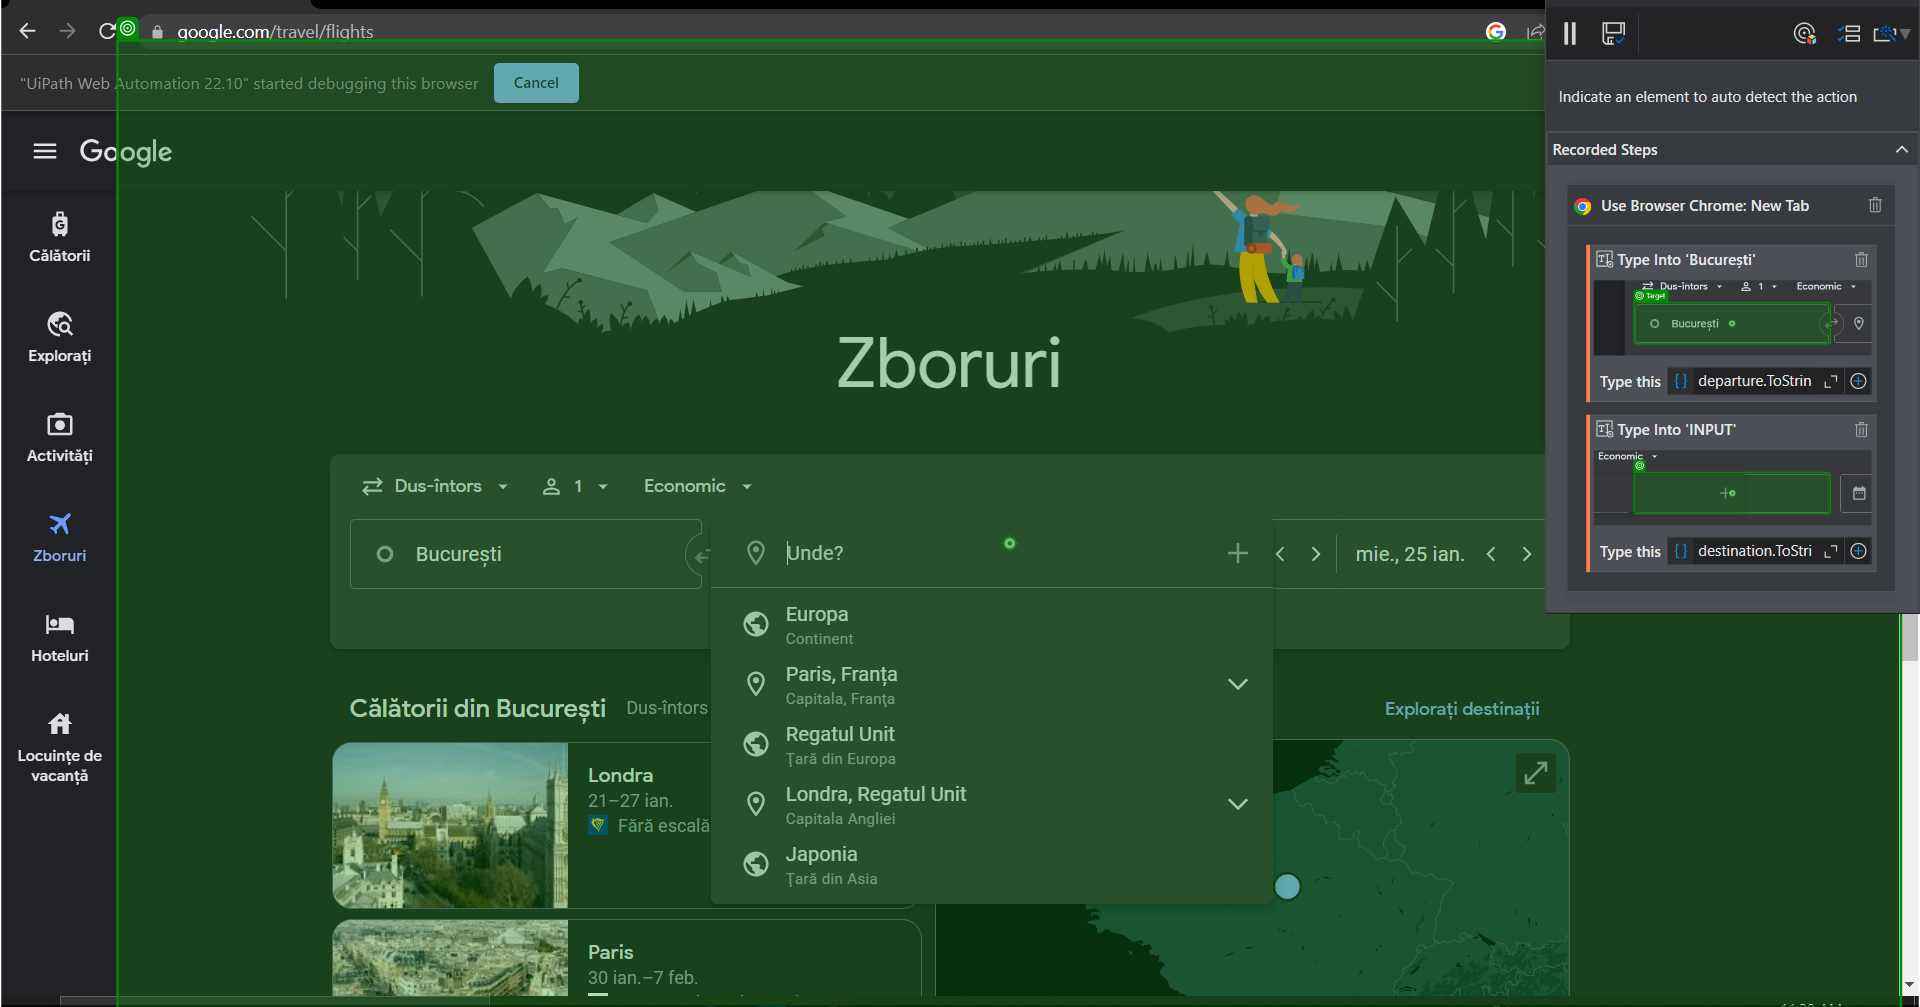 google.com/travel/flights
"UiPath Web Automation 22.10" started debugging this browser
Cancel
Google
Călătorii
Explorați
Activități
Zboruri
Hoteluri
Locuințe de
vacanță
Zboruri
Dus-întors
1
Economic
București
Unde?
mie., 25 ian.
Europa
Continent
Paris, Franța
Capitala, Franţa
Regatul Unit
Ţară din Europa
Londra, Regatul Unit
Capitala Angliei
Japonia
Ţară din Asia
Călătorii din București
Dus-întors
Explorați destinații
Londra
21–27 ian.
Fără escală
Paris
30 ian.–7 feb.
Indicate an element to auto detect the action
Recorded Steps
Use Browser Chrome: New Tab
Type Into 'București'
Dus-întors
1
Economic
Target
București
Type this
departure.ToStrin
Type Into 'INPUT'
Economic
Type this
destination.ToStri